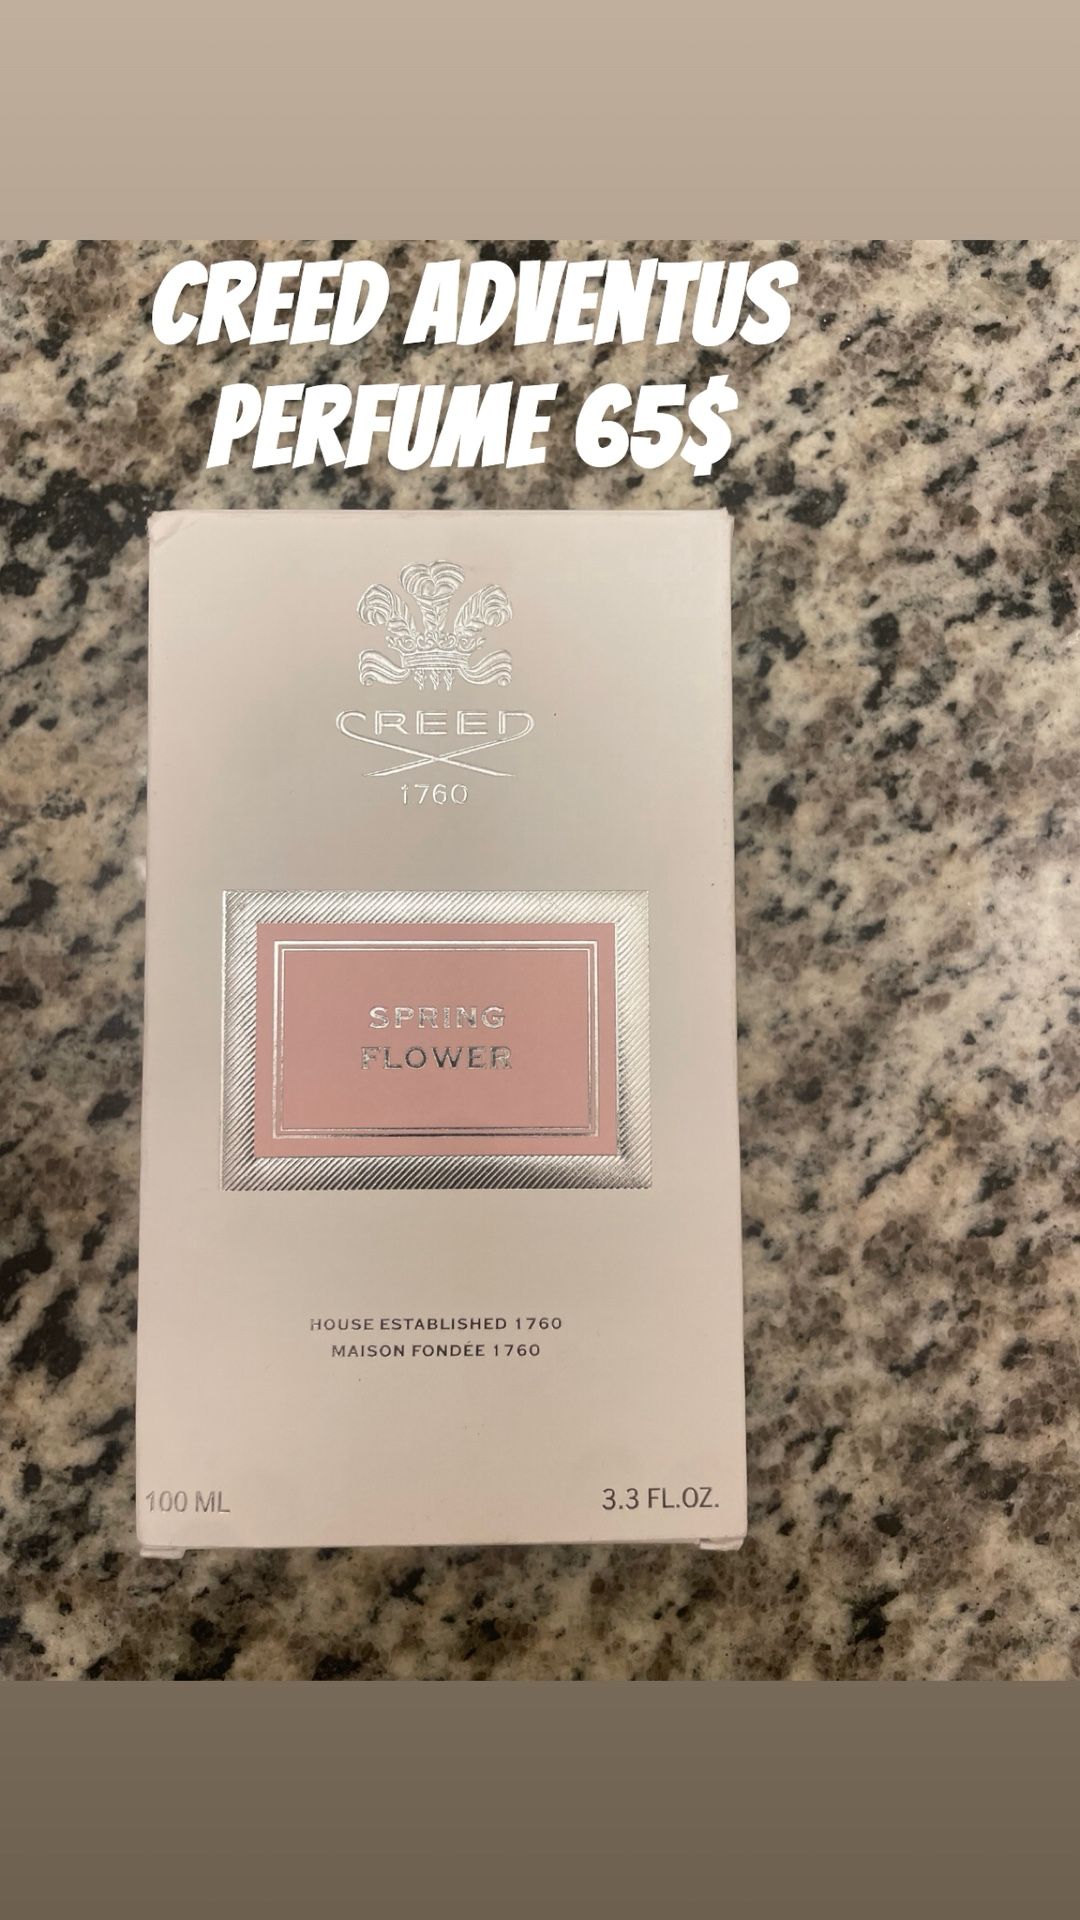 CREED ADVENTUS
PERFUME 65$
CREED
1760
SPRING
FLOWER
HOUSE ESTABLISHED 1760
MAISON FONDÉE 1760
100 ML
3.3 FL.OZ.